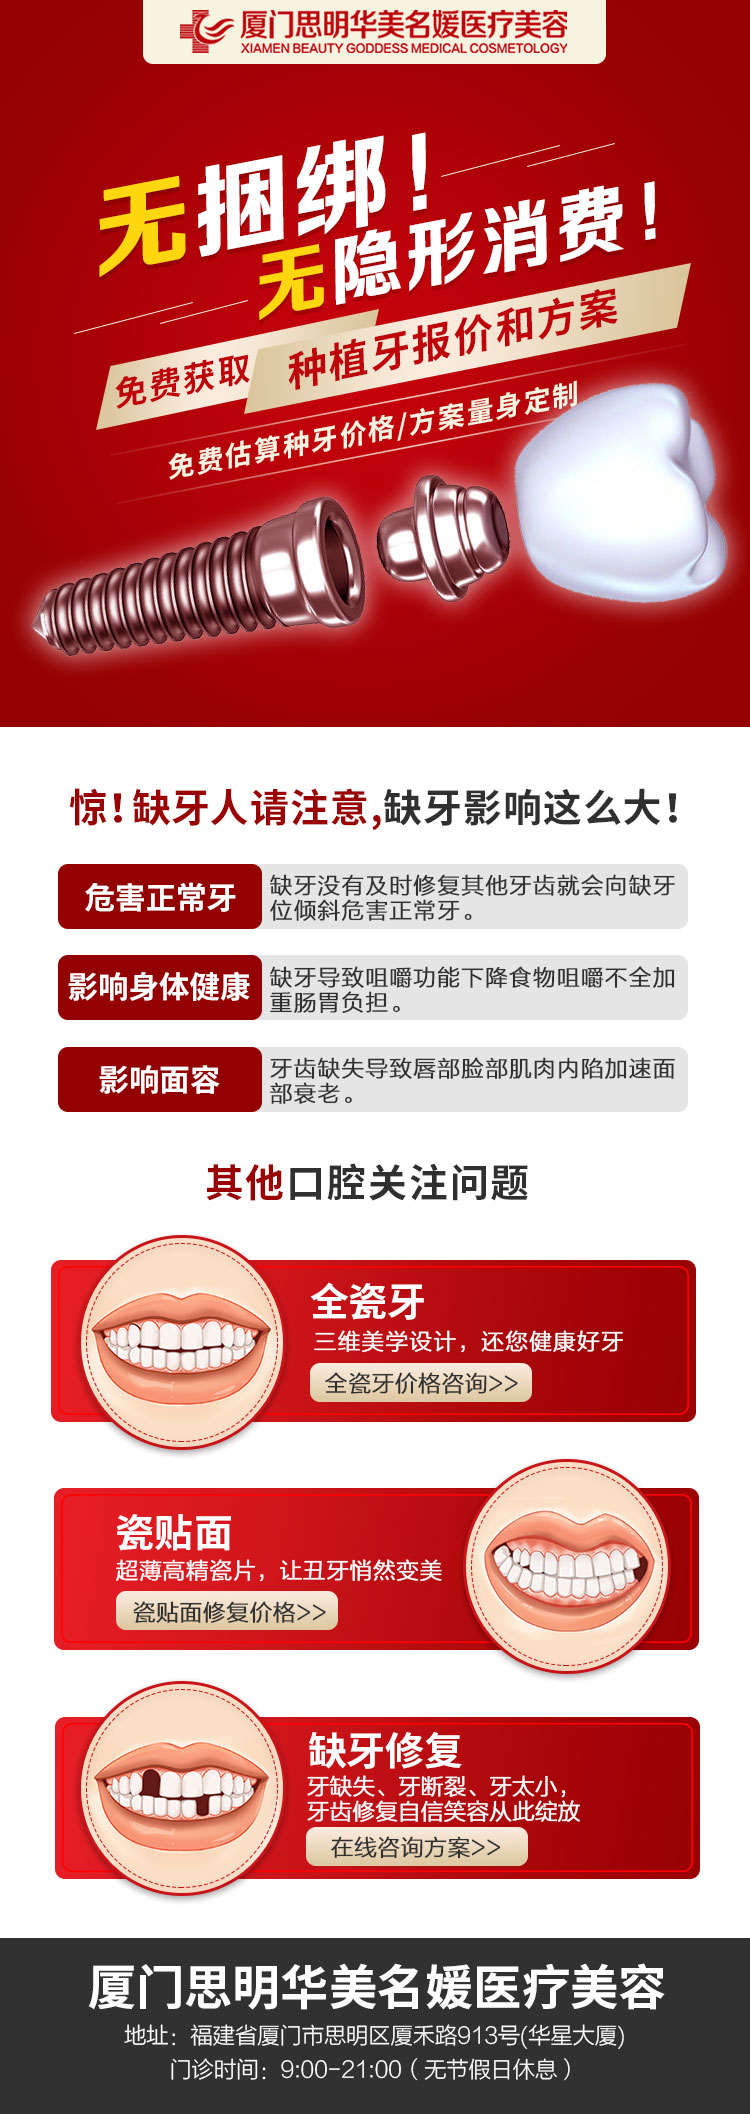 厦门思明华美名媛医疗美容
XIAMEN BEAUTY GODDESS MEDICAL COSMETOLOGY
无捆绑!
无隐形消费!
免费获取 种植牙报价和方案
免费估算种牙价格/方案量身定制
惊!缺牙人请注意,缺牙影响这么大!
危害正常牙
缺牙没有及时修复其他牙齿就会向缺牙
位倾斜危害正常牙。
影响身体健康
缺牙导致咀嚼功能下降食物咀嚼不全加
重肠胃负担。
影响面容
牙齿缺失导致唇部脸部肌肉内陷加速面
部衰老。
其他口腔关注问题
全瓷牙
三维美学设计，还您健康好牙
全瓷牙价格咨询>>
瓷贴面
超薄高精瓷片，让丑牙悄然变美
瓷贴面修复价格>>
缺牙修复
牙缺失、牙断裂、牙太小，
牙齿修复自信笑容从此绽放
在线咨询方案>>
厦门思明华美名媛医疗美容
地址：福建省厦门市思明区厦禾路913号(华星大厦)
门诊时间：9:00-21:00（无节假日休息）